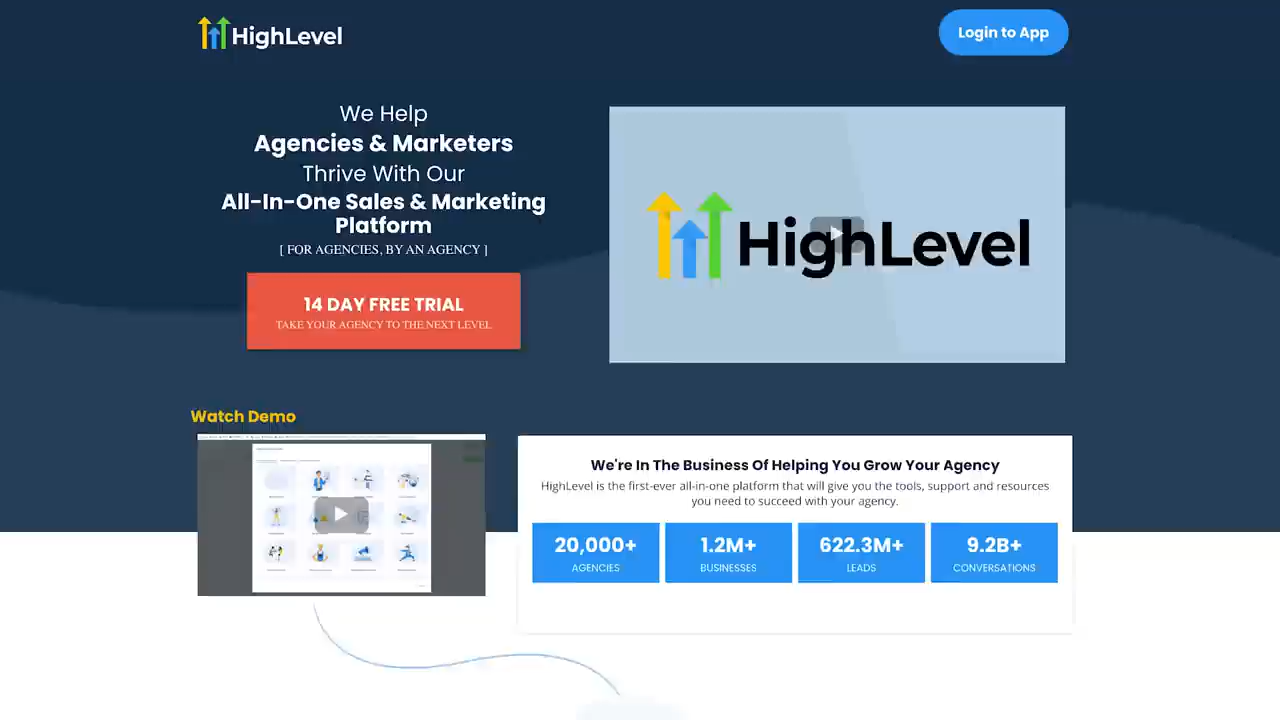 HighLevel
Login to App
We Help
Agencies & Marketers
Thrive With Our
All-In-One Sales & Marketing
Platform
[ FOR AGENCIES, BY AN AGENCY ]
14 DAY FREE TRIAL
TAKE YOUR AGENCY TO THE NEXT LEVEL
HighLevel
Watch Demo
We're In The Business Of Helping You Grow Your Agency
HighLevel is the first-ever all-in-one platform that will give you the tools, support and resources
you need to succeed with your agency.
20,000+
AGENCIES
1.2M+
BUSINESSES
622.3M+
LEADS
9.2B+
CONVERSATIONS